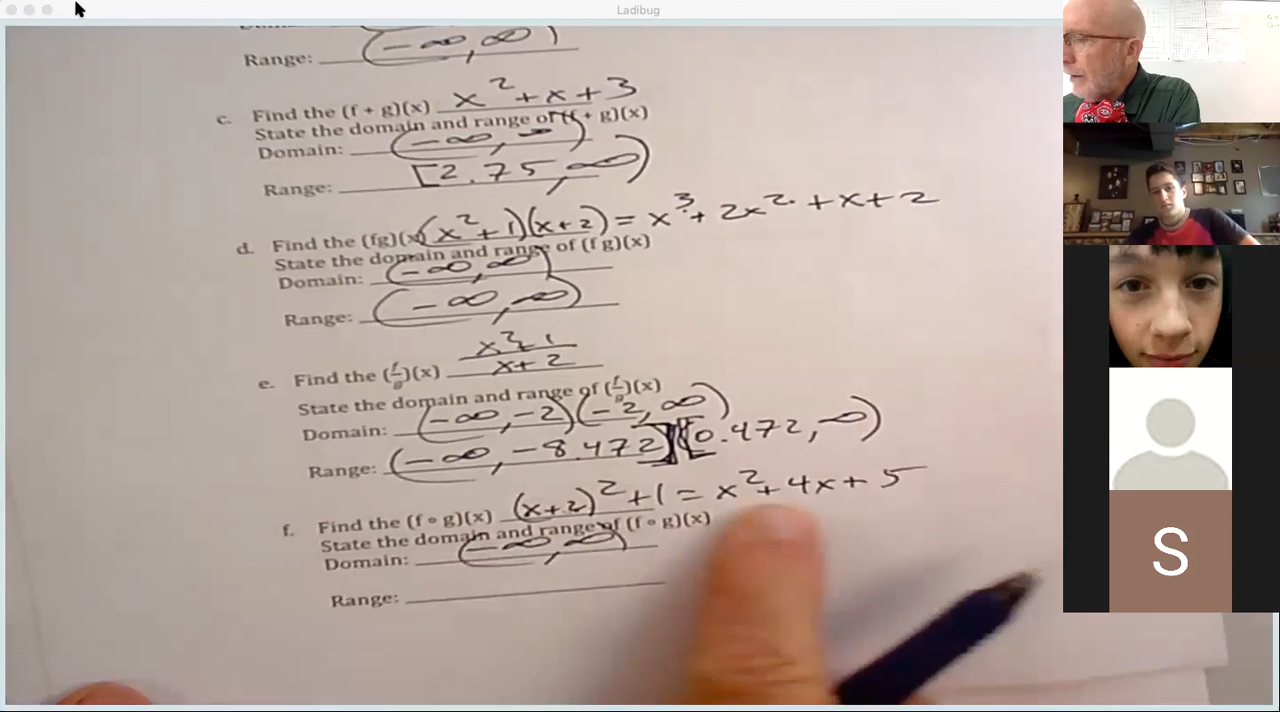 Ladibug
(-∞, ∞)
Range:
c. Find the (f + g)(x) x² + x + 3
State the domain and range of (f + g)(x)
Domain: (-∞, ∞)
Range: [2.75, ∞)
d. Find the (fg)(x) (x² + 1)(x + 2) = x³ + 2x² + x + 2
State the domain and range of (f g)(x)
Domain: (-∞, ∞)
Range: (-∞, ∞)
e. Find the (f/g)(x) x² + 1 / x + 2
State the domain and range of (f/g)(x)
Domain: (-∞, -2)(-2, ∞)
Range: (-∞, -8.472][0.472, ∞)
f. Find the (f ∘ g)(x) (x+2)² + 1 = x² + 4x + 5
State the domain and range of (f ∘ g)(x)
Domain: (-∞, ∞)
Range:
S